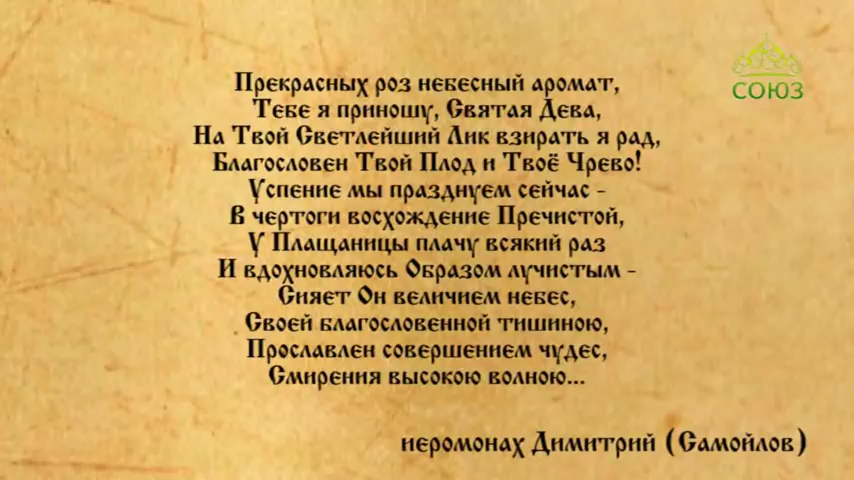 СОЮЗ
Прекрасных роз небесный аромат,
Тебе я приношу, Святая Дева,
На Твой Светлейший Лик взирать я рад,
Благословен Твой Плод и Твоё Чрево!
Успение мы празднуем сейчас -
В чертоги восхождение Пречистой,
У Плащаницы плачу всякий раз
И вдохновляюсь Образом лучистым -
Сияет Он величием небес,
Своей благословенной тишиною,
Прославлен совершением чудес,
Смирения высокою волною...
иеромонах Димитрий (Самойлов)